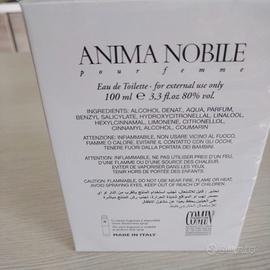 ANIMA NOBILE
pour femme
Eau de Toilette - for external use only
100 ml ℮ 3.3 fl.oz 80% vol.
INGREDIENTS: ALCOHOL DENAT., AQUA, PARFUM,
BENZYL SALICYLATE, HYDROXYCITRONELLAL, LINALOOL,
HEXYLCINNAMAL, LIMONENE, CITRONELLOL,
CINNAMYL ALCOHOL, COUMARIN
ATTENZIONE: INFIAMMABILE, NON USARE VICINO AL FUOCO,
FIAMME O CALORE. EVITARE IL CONTATTO CON GLI OCCHI.
TENERE FUORI DALLA PORTATA DEI BAMBINI.
ATTENTION: INFLAMMABLE, NE PAS UTILISER PRES D'UN FEU,
D'UNE FLAMME OU D'UNE SOURCE DE CHALEUR.
EVITER DE VAPORISER VERS LES YEUX.
TENIR HORS DE PORTÉE DES ENFANTS.
CAUTION: FLAMMABLE, DO NOT USE NEAR FIRE, FLAME OR HEAT.
AVOID SPRAYING EYES, KEEP OUT OF REACH OF CHILDREN.
MADE IN ITALY